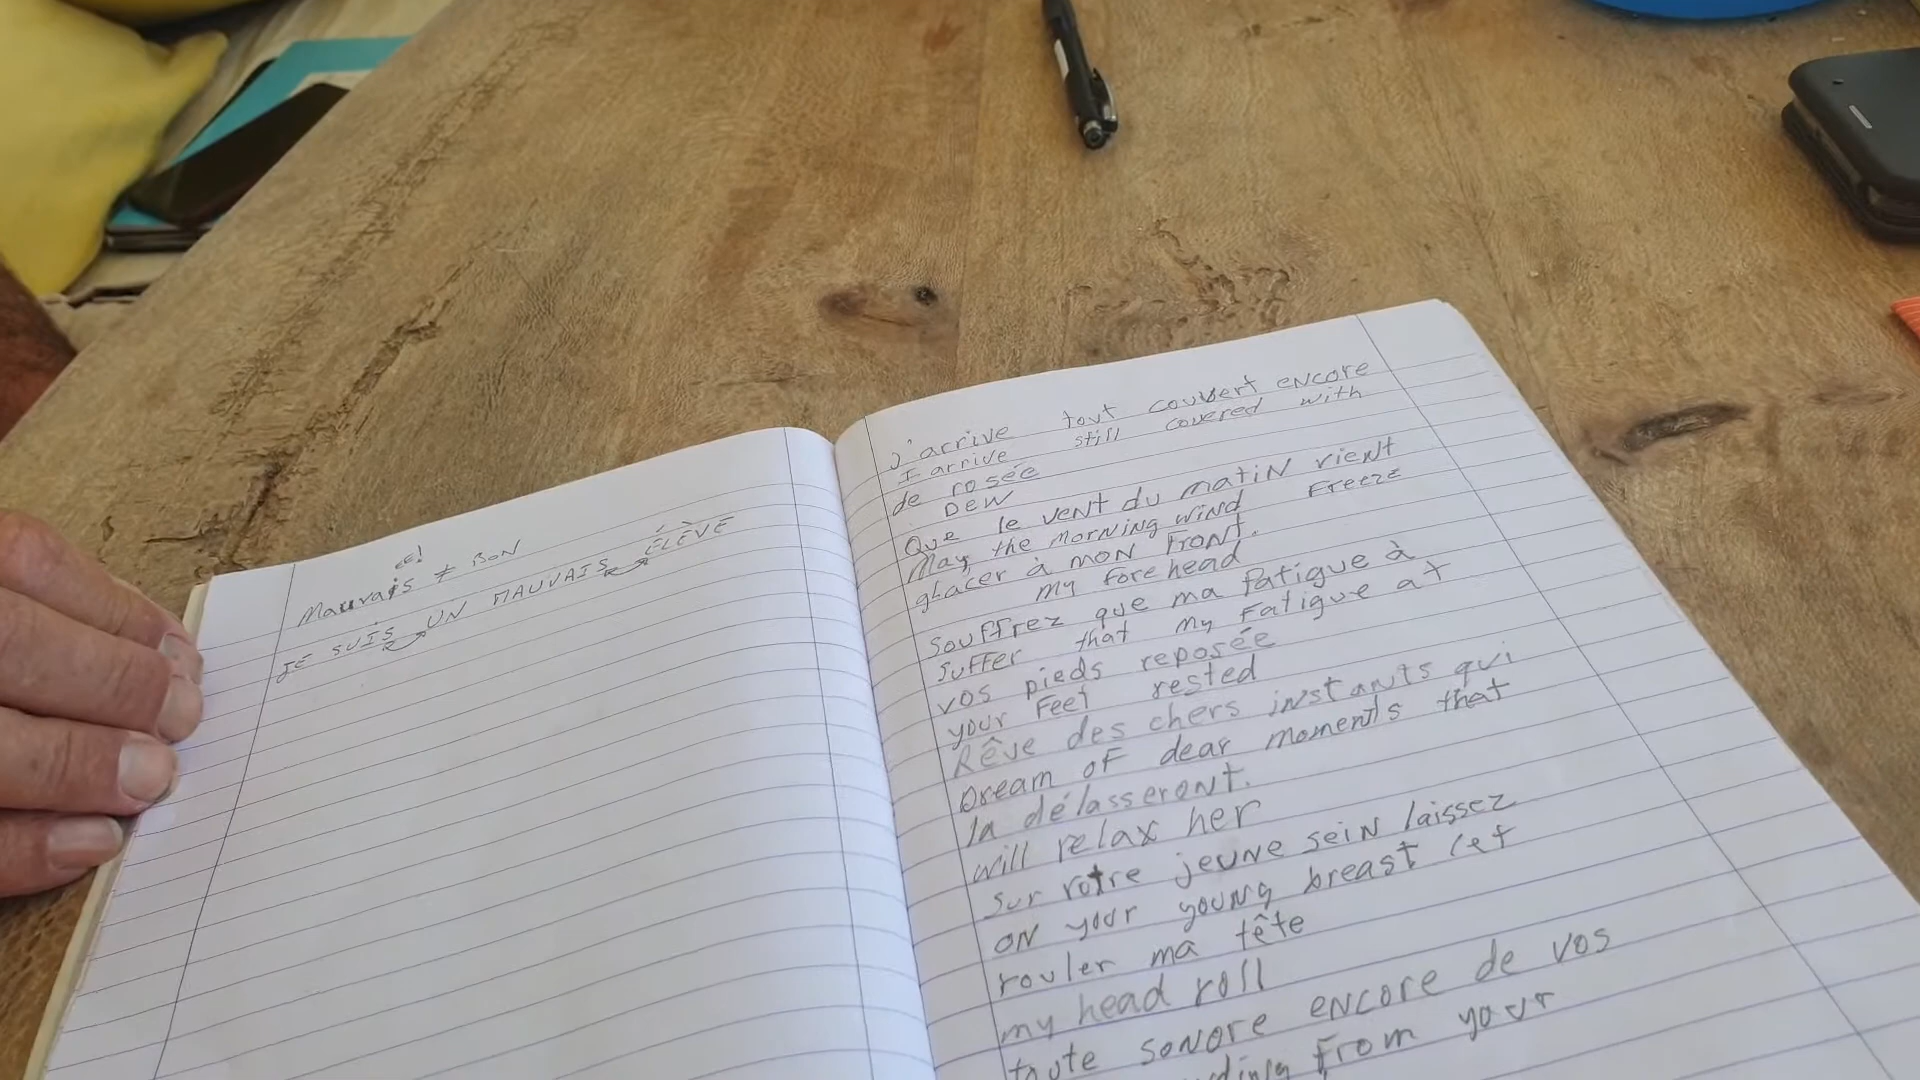 é!
Mauvais ≠ BON
JE SUIS UN MAUVAIS ÉLÈVE
j'arrive tout couvert encore
I arrive still covered with
de rosée
DEW
Que le vent du matin vient
May the morning wind Freeze
glacer à mon front.
my forehead
Souffrez que ma fatigue à
Suffer that my Fatigue at
vos pieds reposée
your Feet rested
Rêve des chers instants qui
Dream of dear moments that
la délasseront.
will relax her
Sur votre jeune sein laissez
on your young breast let
rouler ma tête
my head roll
toute sonore encore de vos
from your